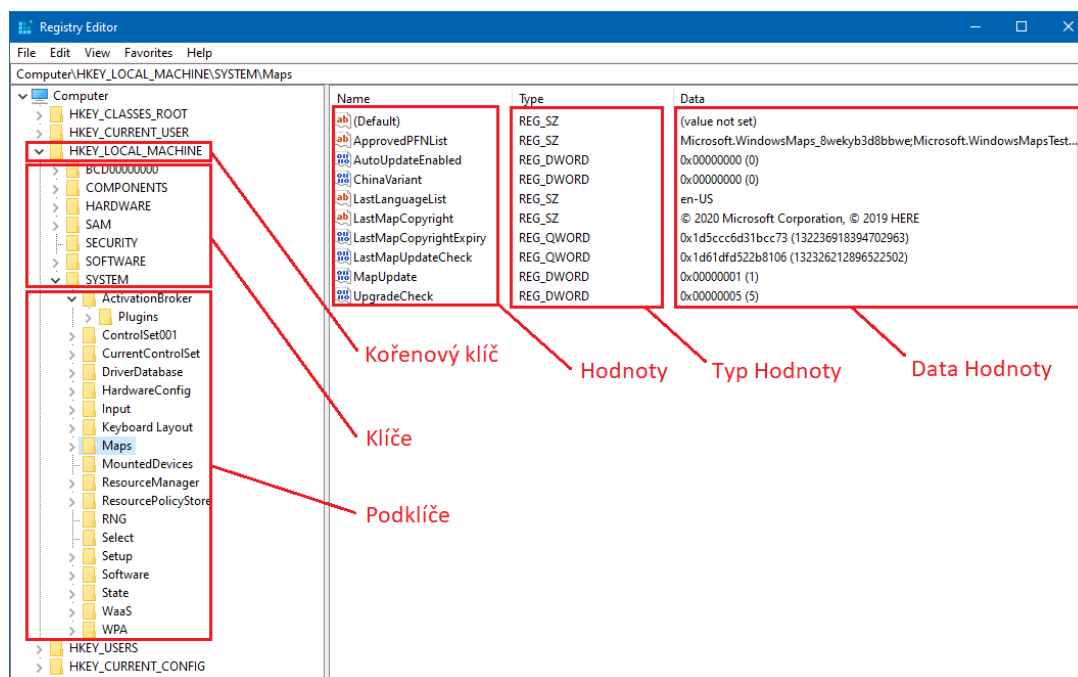 Registry Editor
File Edit View Favorites Help
Computer\HKEY_LOCAL_MACHINE\SYSTEM\Maps
Computer
HKEY_CLASSES_ROOT
HKEY_CURRENT_USER
HKEY_LOCAL_MACHINE
BCD00000000
COMPONENTS
HARDWARE
SAM
SECURITY
SOFTWARE
SYSTEM
ActivationBroker
Plugins
ControlSet001
CurrentControlSet
DriverDatabase
HardwareConfig
Input
Keyboard Layout
Maps
MountedDevices
ResourceManager
ResourcePolicyStore
RNG
Select
Setup
Software
State
WaaS
WPA
HKEY_USERS
HKEY_CURRENT_CONFIG
Name Type Data
(Default) REG_SZ (value not set)
ApprovedPFNList REG_SZ Microsoft.WindowsMaps_8wekyb3d8bbwe;Microsoft.WindowsMapsTest...
AutoUpdateEnabled REG_DWORD 0x00000000 (0)
ChinaVariant REG_DWORD 0x00000000 (0)
LastLanguageList REG_SZ en-US
LastMapCopyright REG_SZ © 2020 Microsoft Corporation, © 2019 HERE
LastMapCopyrightExpiry REG_QWORD 0x1d5ccc6d31bcc73 (132236918394702963)
LastMapUpdateCheck REG_QWORD 0x1d61dfd522b8106 (132326212896522502)
MapUpdate REG_DWORD 0x00000001 (1)
UpgradeCheck REG_DWORD 0x00000005 (5)
Kořenový klíč
Hodnoty
Typ Hodnoty
Data Hodnoty
Klíče
Podklíče